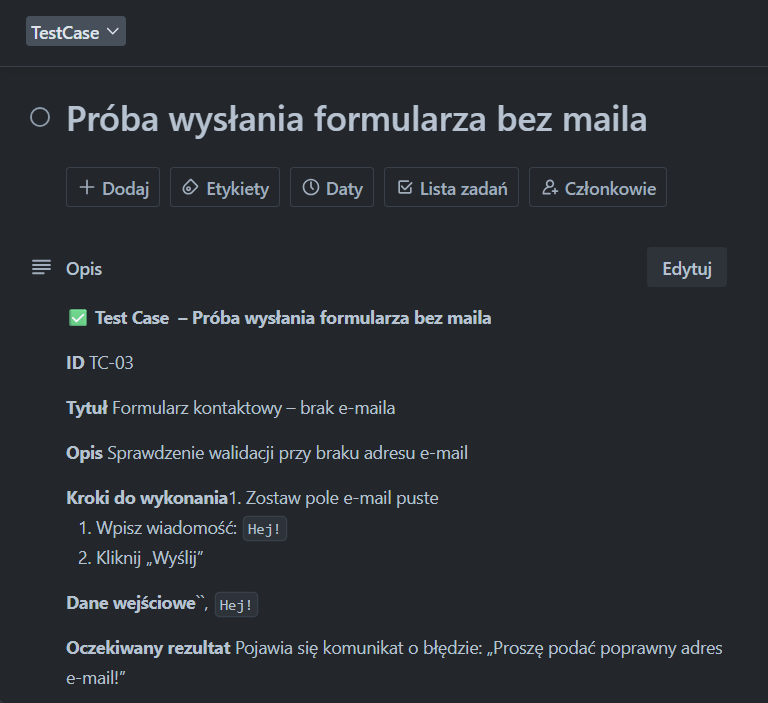 TestCase
Próba wysłania formularza bez maila
Dodaj
Etykiety
Daty
Lista zadań
Członkowie
Opis
Edytuj
✅ Test Case – Próba wysłania formularza bez maila
ID TC-03
Tytuł Formularz kontaktowy – brak e-maila
Opis Sprawdzenie walidacji przy braku adresu e-mail
Kroki do wykonania1. Zostaw pole e-mail puste
1. Wpisz wiadomość: Hej!
2. Kliknij „Wyślij”
Dane wejściowe``, Hej!
Oczekiwany rezultat Pojawia się komunikat o błędzie: „Proszę podać poprawny adres
e-mail!”